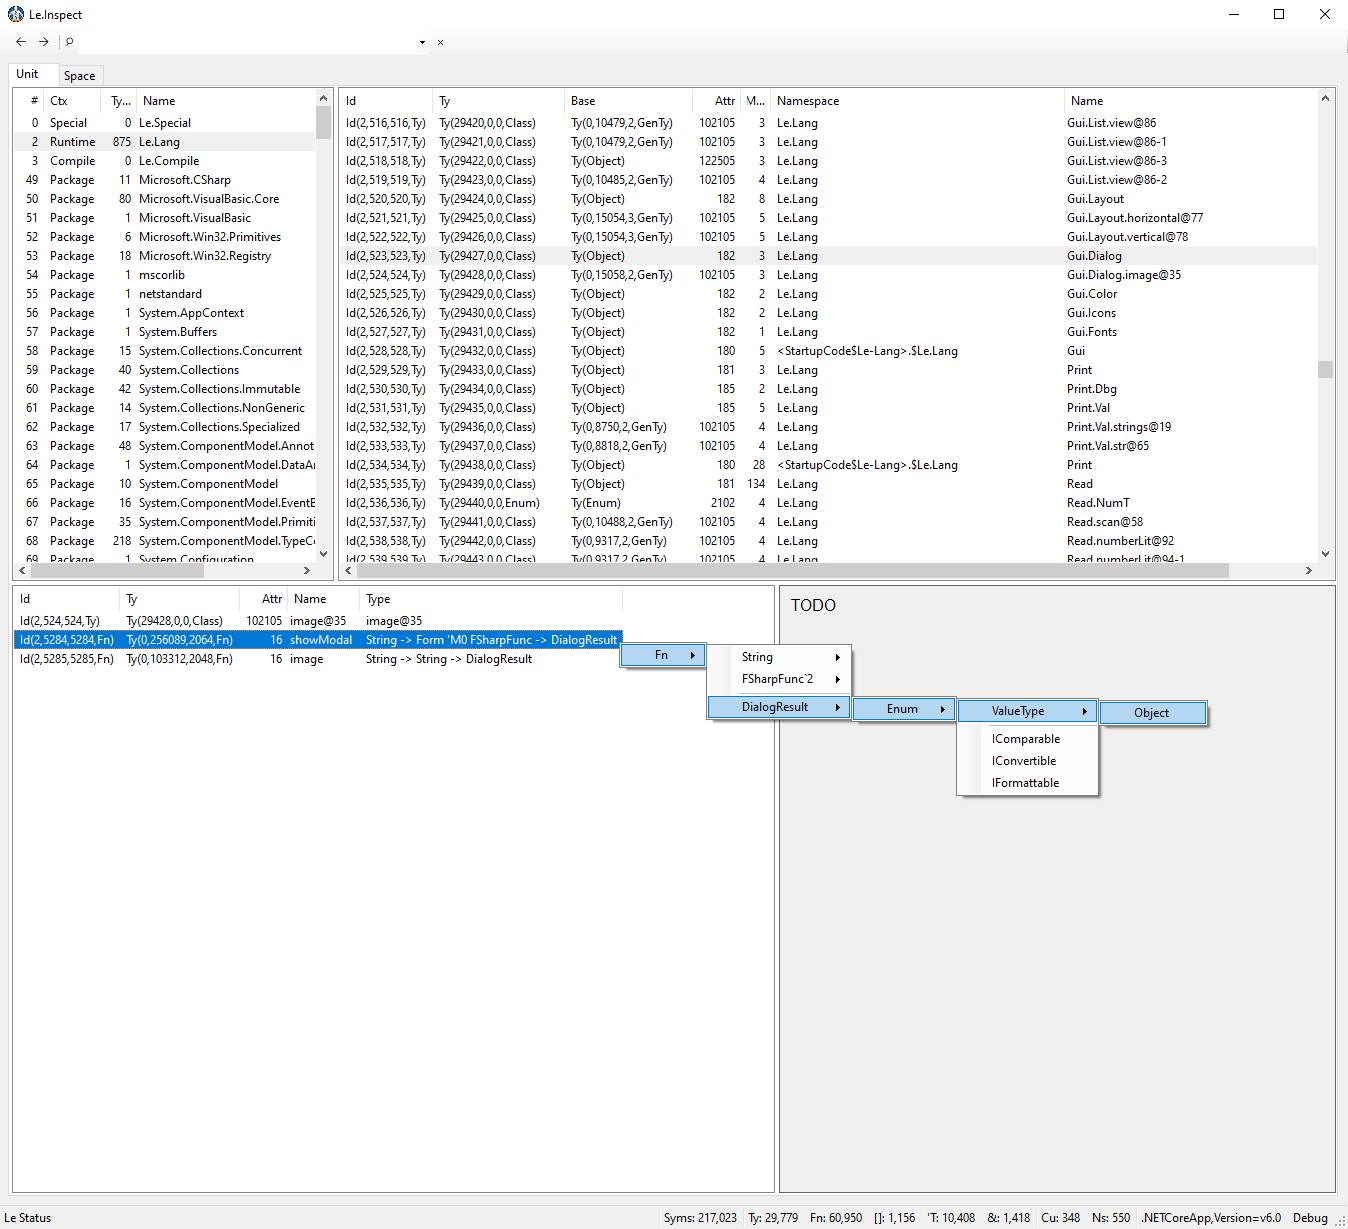 Le.Inspect
Unit
Space
# Ctx Ty... Name
0 Special 0 Le.Special
2 Runtime 875 Le.Lang
3 Compile 0 Le.Compile
49 Package 11 Microsoft.CSharp
50 Package 80 Microsoft.VisualBasic.Core
51 Package 1 Microsoft.VisualBasic
52 Package 6 Microsoft.Win32.Primitives
53 Package 18 Microsoft.Win32.Registry
54 Package 1 mscorlib
55 Package 1 netstandard
56 Package 1 System.AppContext
57 Package 1 System.Buffers
58 Package 15 System.Collections.Concurrent
59 Package 40 System.Collections
60 Package 42 System.Collections.Immutable
61 Package 14 System.Collections.NonGeneric
62 Package 17 System.Collections.Specialized
63 Package 48 System.ComponentModel.Annot
64 Package 1 System.ComponentModel.DataAr
65 Package 10 System.ComponentModel
66 Package 16 System.ComponentModel.EventB
67 Package 35 System.ComponentModel.Primiti
68 Package 218 System.ComponentModel.TypeCo
69 Package 1 System.Configuration
Id Ty Base Attr M... Namespace Name
Id(2,516,516,Ty) Ty(29420,0,0,Class) Ty(0,10479,2,GenTy) 102105 3 Le.Lang Gui.List.view@86
Id(2,517,517,Ty) Ty(29421,0,0,Class) Ty(0,10479,2,GenTy) 102105 3 Le.Lang Gui.List.view@86-1
Id(2,518,518,Ty) Ty(29422,0,0,Class) Ty(Object) 122505 3 Le.Lang Gui.List.view@86-3
Id(2,519,519,Ty) Ty(29423,0,0,Class) Ty(0,10485,2,GenTy) 102105 4 Le.Lang Gui.List.view@86-2
Id(2,520,520,Ty) Ty(29424,0,0,Class) Ty(Object) 182 8 Le.Lang Gui.Layout
Id(2,521,521,Ty) Ty(29425,0,0,Class) Ty(0,15054,3,GenTy) 102105 5 Le.Lang Gui.Layout.horizontal@77
Id(2,522,522,Ty) Ty(29426,0,0,Class) Ty(0,15054,3,GenTy) 102105 5 Le.Lang Gui.Layout.vertical@78
Id(2,523,523,Ty) Ty(29427,0,0,Class) Ty(Object) 182 3 Le.Lang Gui.Dialog
Id(2,524,524,Ty) Ty(29428,0,0,Class) Ty(0,15058,2,GenTy) 102105 3 Le.Lang Gui.Dialog.image@35
Id(2,525,525,Ty) Ty(29429,0,0,Class) Ty(Object) 182 2 Le.Lang Gui.Color
Id(2,526,526,Ty) Ty(29430,0,0,Class) Ty(Object) 182 2 Le.Lang Gui.Icons
Id(2,527,527,Ty) Ty(29431,0,0,Class) Ty(Object) 182 1 Le.Lang Gui.Fonts
Id(2,528,528,Ty) Ty(29432,0,0,Class) Ty(Object) 180 5 <StartupCode$Le-Lang>.$Le.Lang Gui
Id(2,529,529,Ty) Ty(29433,0,0,Class) Ty(Object) 181 3 Le.Lang Print
Id(2,530,530,Ty) Ty(29434,0,0,Class) Ty(Object) 185 2 Le.Lang Print.Dbg
Id(2,531,531,Ty) Ty(29435,0,0,Class) Ty(Object) 185 5 Le.Lang Print.Val
Id(2,532,532,Ty) Ty(29436,0,0,Class) Ty(0,8750,2,GenTy) 102105 4 Le.Lang Print.Val.strings@19
Id(2,533,533,Ty) Ty(29437,0,0,Class) Ty(0,8818,2,GenTy) 102105 4 Le.Lang Print.Val.str@65
Id(2,534,534,Ty) Ty(29438,0,0,Class) Ty(Object) 180 28 <StartupCode$Le-Lang>.$Le.Lang Print
Id(2,535,535,Ty) Ty(29439,0,0,Class) Ty(Object) 181 134 Le.Lang Read
Id(2,536,536,Ty) Ty(29440,0,0,Enum) Ty(Enum) 2102 4 Le.Lang Read.NumT
Id(2,537,537,Ty) Ty(29441,0,0,Class) Ty(0,10488,2,GenTy) 102105 4 Le.Lang Read.scan@58
Id(2,538,538,Ty) Ty(29442,0,0,Class) Ty(0,9317,2,GenTy) 102105 4 Le.Lang Read.numberLit@92
Id(2,539,539,Ty) Ty(29443,0,0,Class) Ty(0,9317,2,GenTy) 102105 4 Le.Lang Read.numberLit@94-1
Id Ty Attr Name Type
Id(2,524,524,Ty) Ty(29428,0,0,Class) 102105 image@35 image@35
Id(2,5284,5284,Fn) Ty(0,256089,2064,Fn) 16 showModal String -> Form 'M0 FSharpFunc -> DialogResult
Id(2,5285,5285,Fn) Ty(0,103312,2048,Fn) 16 image String -> String -> DialogResult
TODO
Fn
String
FSharpFunc`2
DialogResult
Enum
ValueType
IComparable
IConvertible
IFormattable
Object
Le Status
Syms: 217,023 Ty: 29,779 Fn: 60,950 []: 1,156 'T: 10,408 &: 1,418 Cu: 348 Ns: 550 .NETCoreApp,Version=v6.0 Debug